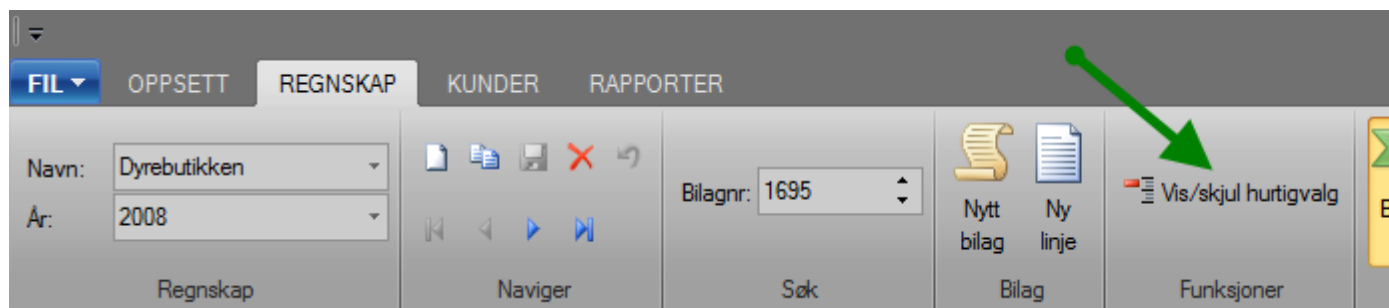 FIL OPPSETT REGNSKAP KUNDER RAPPORTER
Navn: Dyrebutikken
År: 2008
Regnskap
Naviger
Bilagnr: 1695
Søk
Nytt bilag
Ny linje
Bilag
Vis/skjul hurtigvalg
Funksjoner